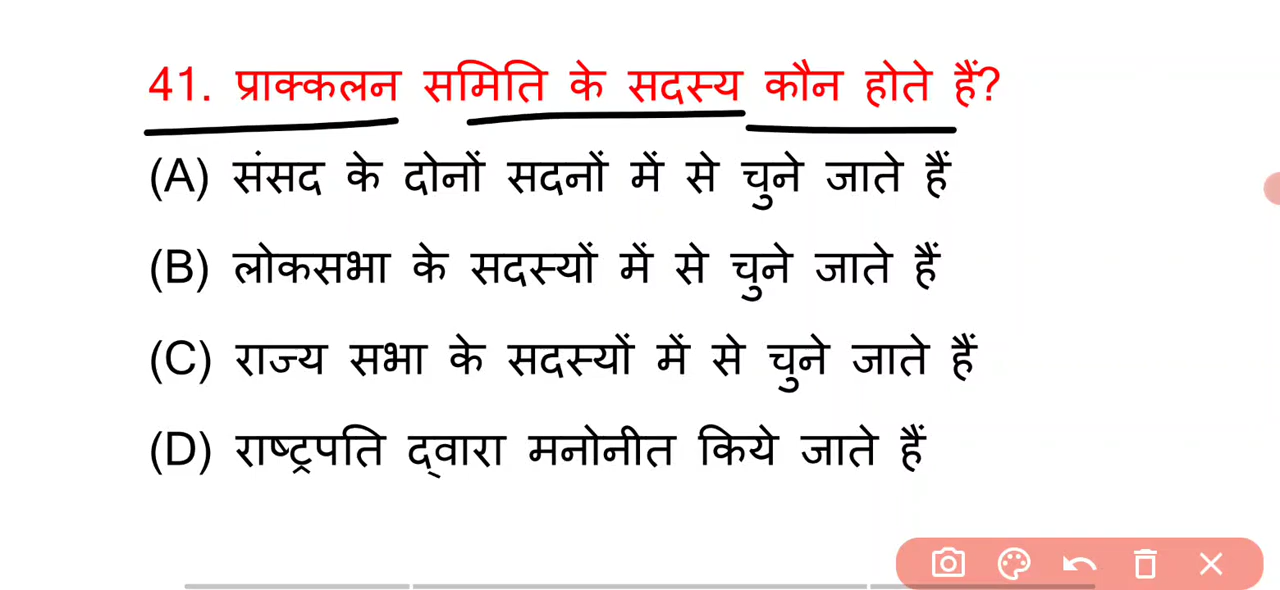 41. प्राक्कलन समिति के सदस्य कौन होते हैं?
(A) संसद के दोनों सदनों में से चुने जाते हैं
(B) लोकसभा के सदस्यों में से चुने जाते हैं
(C) राज्य सभा के सदस्यों में से चुने जाते हैं
(D) राष्ट्रपति द्वारा मनोनीत किये जाते हैं